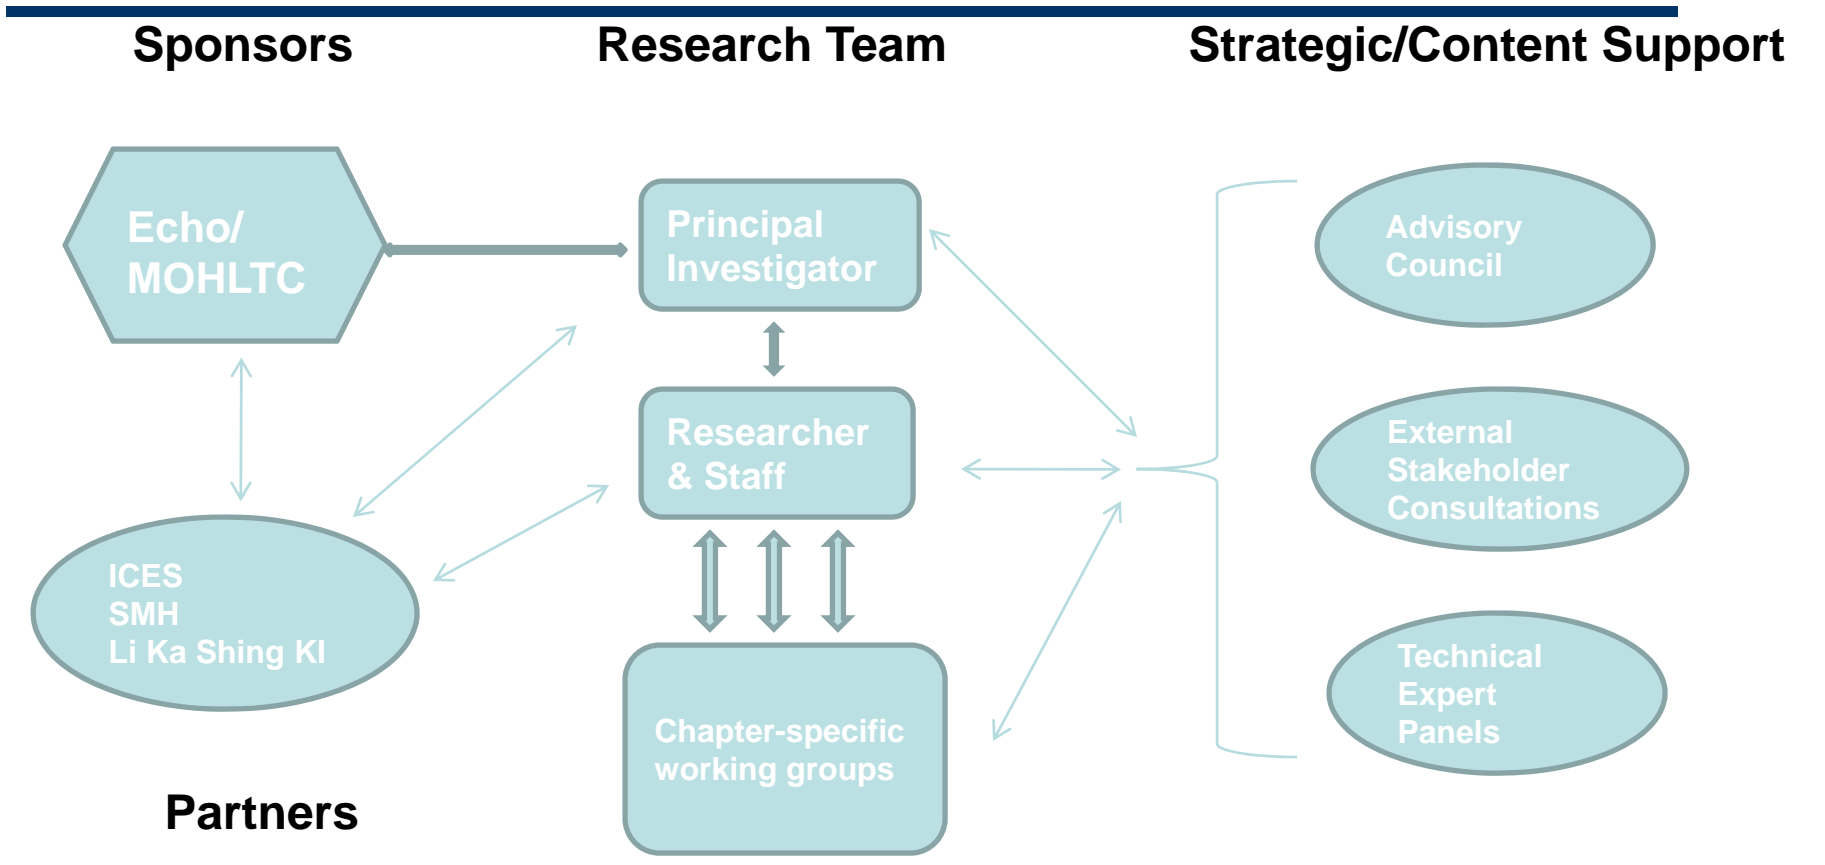 Sponsors
Research Team
Strategic/Content Support
Echo/
MOHLTC
Principal
Investigator
Advisory
Council
Researcher
& Staff
External
Stakeholder
Consultations
ICES
SMH
Li Ka Shing KI
Chapter-specific
working groups
Technical
Expert
Panels
Partners